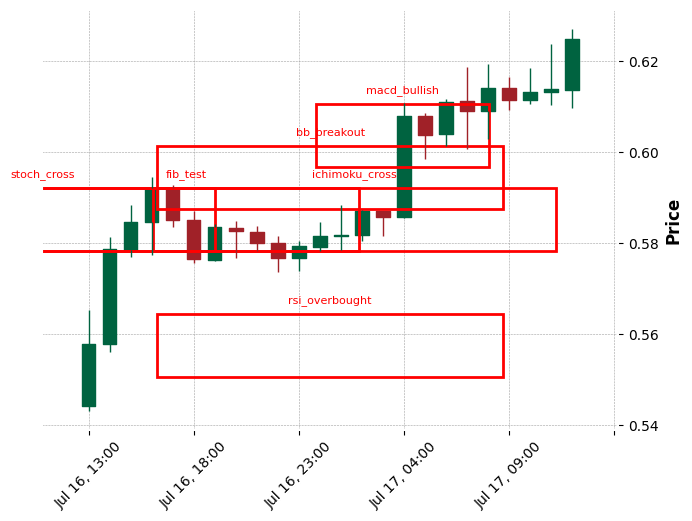 macd_bullish
bb_breakout
stoch_cross
fib_test
ichimoku_cross
rsi_overbought
0.62
0.60
0.58
0.56
0.54
Price
Jul 16, 13:00
Jul 16, 18:00
Jul 16, 23:00
Jul 17, 04:00
Jul 17, 09:00